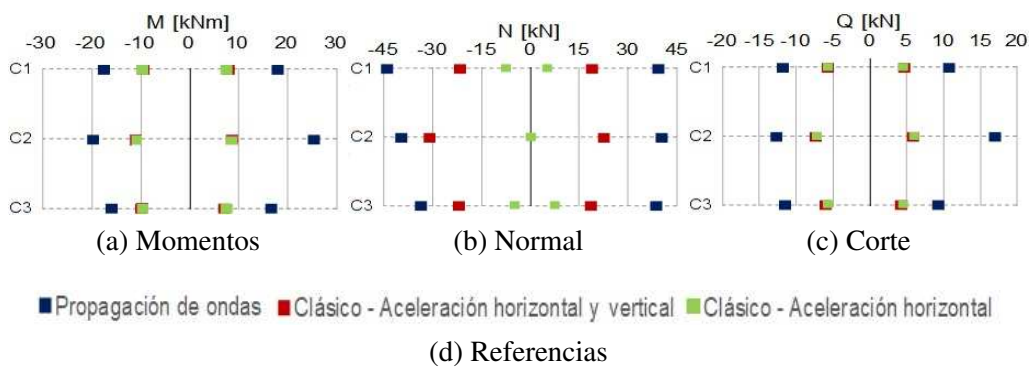 M [kNm]
-30 -20 -10 0 10 20 30
C1
C2
C3
(a) Momentos
N [kN]
-45 -30 -15 0 15 30 45
C1
C2
C3
(b) Normal
Q [kN]
-20 -15 -10 -5 0 5 10 15 20
C1
C2
C3
(c) Corte
Propagación de ondas Clásico - Aceleración horizontal y vertical Clásico - Aceleración horizontal
(d) Referencias